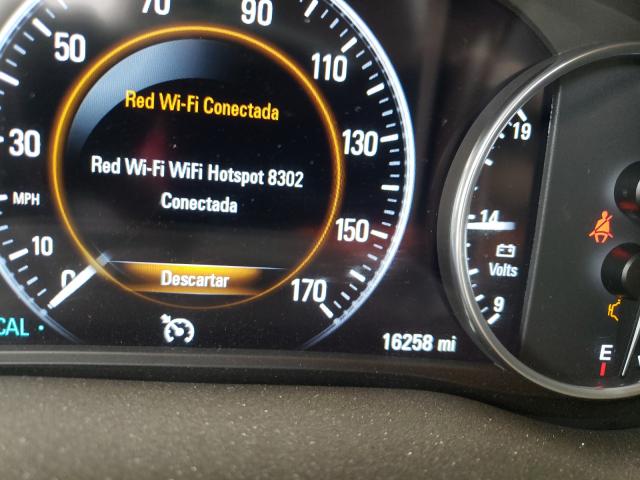 70
90
50
110
Red Wi-Fi Conectada
30
130
Red Wi-Fi WiFi Hotspot 8302
Conectada
MPH
10
150
0
Descartar
170
CAL
16258 mi
19
14
Volts
9
E